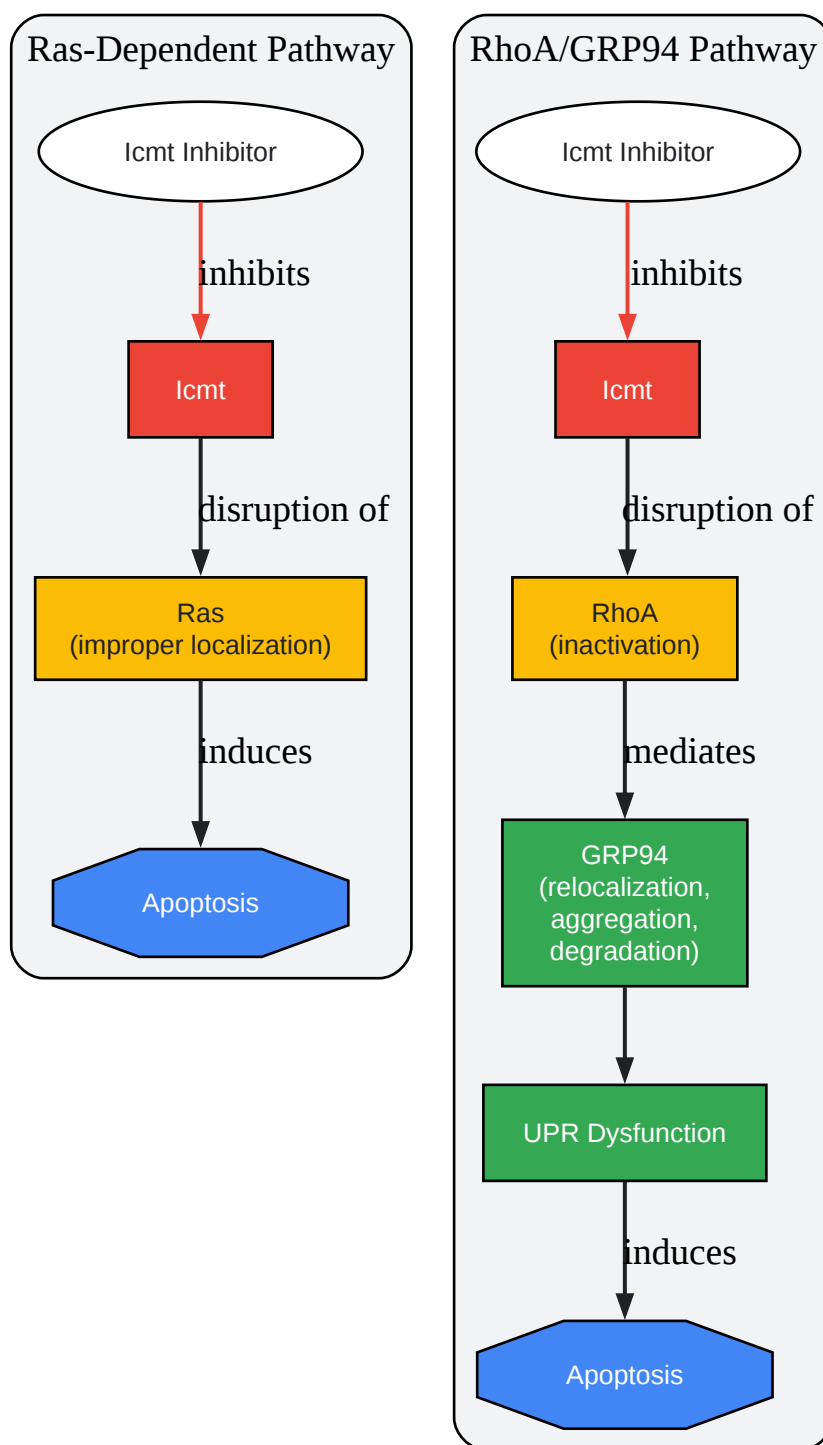 Ras-Dependent Pathway
Icmt Inhibitor
inhibits
Icmt
disruption of
Ras
(improper localization)
induces
Apoptosis
RhoA/GRP94 Pathway
Icmt Inhibitor
inhibits
Icmt
disruption of
RhoA
(inactivation)
mediates
GRP94
(relocalization,
aggregation,
degradation)
UPR Dysfunction
induces
Apoptosis